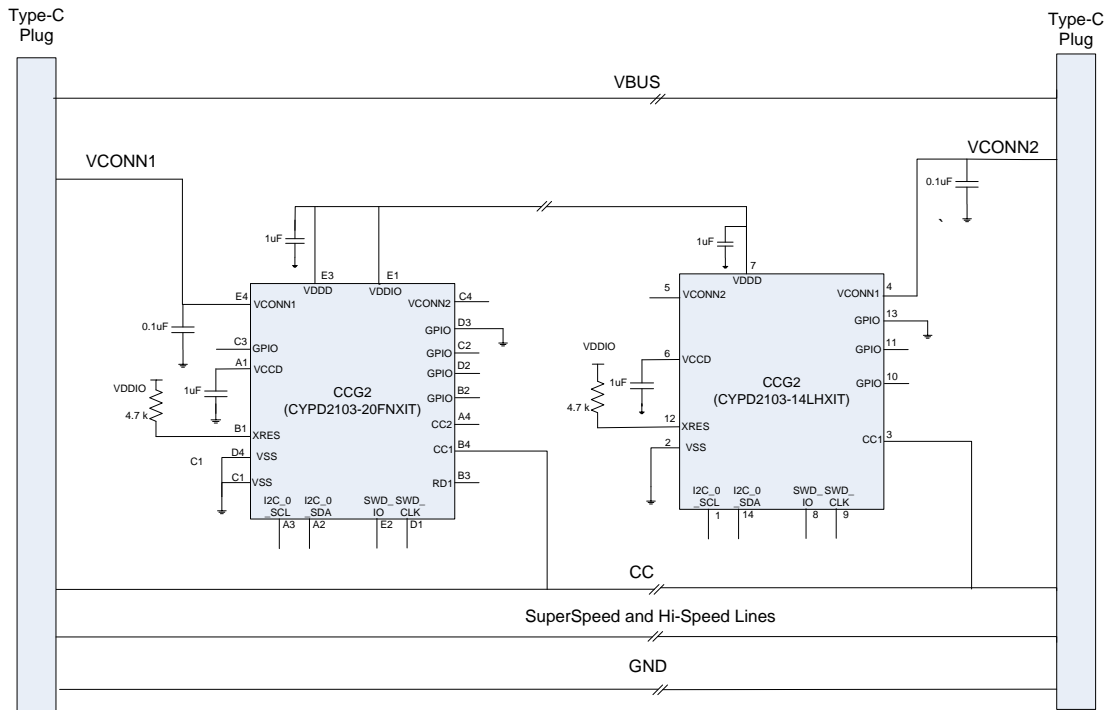 Type-C
Plug
Type-C
Plug
VBUS
VCONN1
VCONN2
0.1uF
`
1uF
1uF
E3
E1
7
VDDD
VDDIO
VDDD
E4
VCONN1
VCONN2
C4
5
VCONN2
VCONN1
4
0.1uF
GPIO
D3
GPIO
13
C3
GPIO
GPIO
C2
VDDIO
6
VCCD
GPIO
11
A1
VCCD
GPIO
D2
VDDIO
1uF
CCG2
(CYPD2103-20FNXIT)
GPIO
B2
4.7 k
1uF
CCG2
(CYPD2103-14LHXIT)
GPIO
10
4.7 k
CC2
A4
12
XRES
B1
XRES
CC1
B4
2
VSS
CC1
3
C1
D4
VSS
C1
VSS
RD1
B3
I2C_0
_SCL
I2C_0
_SDA
SWD_
IO
SWD_
CLK
A3
A2
E2
D1
I2C_0
_SCL
I2C_0
_SDA
SWD_
IO
SWD_
CLK
1
14
8
9
CC
SuperSpeed and Hi-Speed Lines
GND